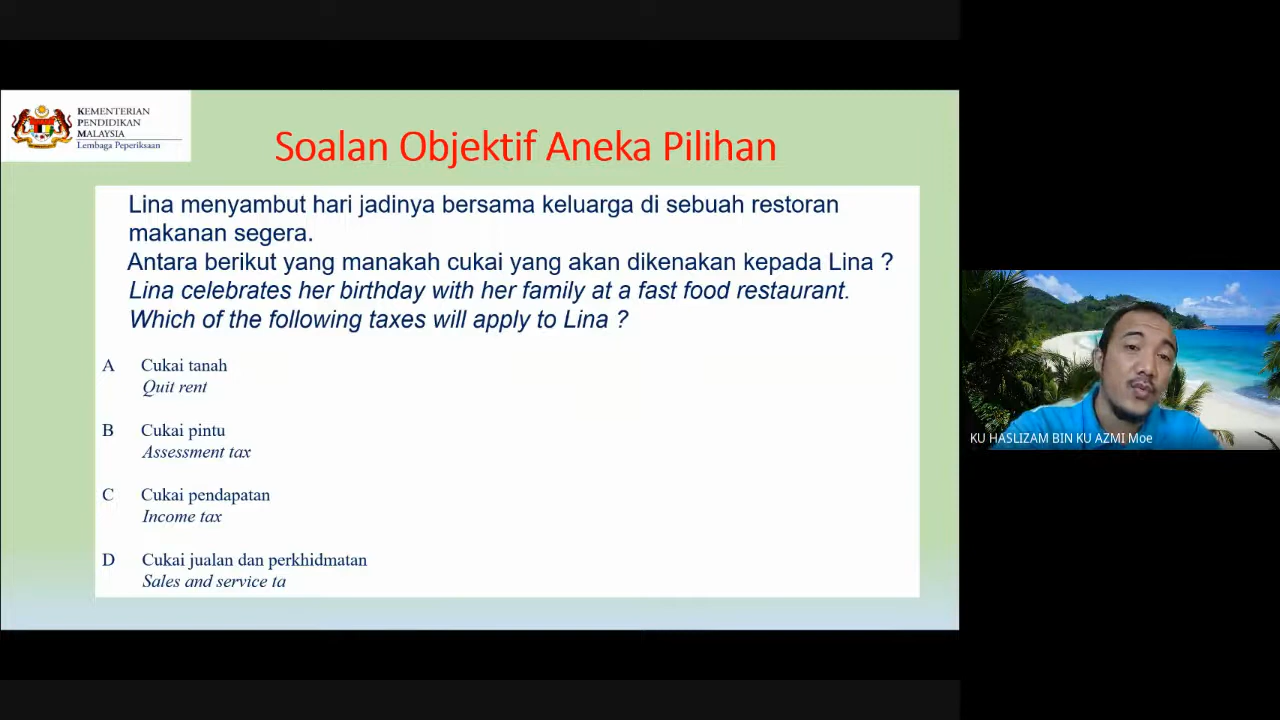 KEMENTERIAN
PENDIDIKAN
MALAYSIA
Lembaga Peperiksaan
Soalan Objektif Aneka Pilihan
Lina menyambut hari jadinya bersama keluarga di sebuah restoran
makanan segera.
Antara berikut yang manakah cukai yang akan dikenakan kepada Lina ?
Lina celebrates her birthday with her family at a fast food restaurant.
Which of the following taxes will apply to Lina ?
A Cukai tanah
Quit rent
B Cukai pintu
Assessment tax
C Cukai pendapatan
Income tax
D Cukai jualan dan perkhidmatan
Sales and service ta
KU HASLIZAM BIN KU AZMI Moe